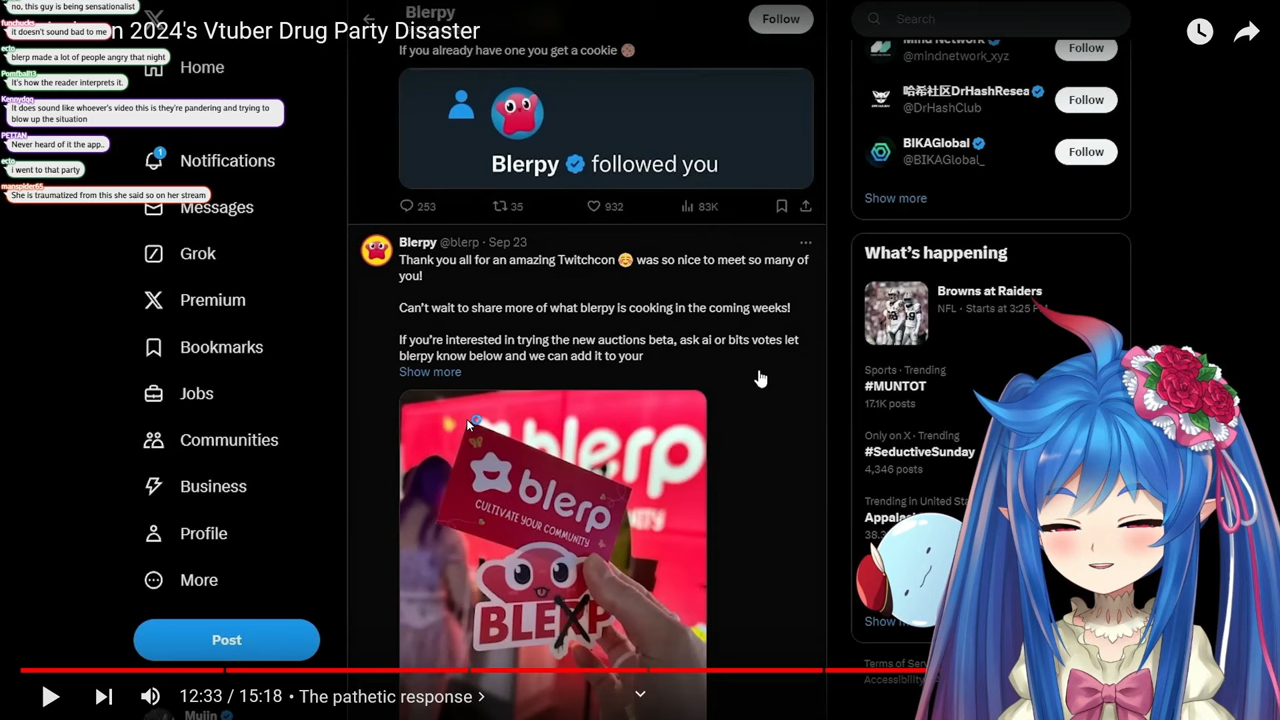 no, this guy is being sensationalist
funchucks
it doesn't sound bad to me
ecto
blerp made a lot of people angry that night
Pomfball13
It's how the reader interprets it.
Kennydqq
It does sound like whoever's video this is they're pandering and trying to
blow up the situation
PETTAN
Never heard of it the app..
ecto
i went to that party
manspider65
She is traumatized from this she said so on her stream
n 2024's Vtuber Drug Party Disaster
Home
Notifications
1
Messages
Grok
Premium
Bookmarks
Jobs
Communities
Business
Profile
More
Post
Blerpy
Follow
If you already have one you get a cookie 🍪
Blerpy followed you
253
35
932
83K
Blerpy @blerp · Sep 23
Thank you all for an amazing Twitchcon ☺️ was so nice to meet so many of
you!
Can't wait to share more of what blerpy is cooking in the coming weeks!
If you're interested in trying the new auctions beta, ask ai or bits votes let
blerpy know below and we can add it to your
Show more
blerp
blerp
CULTIVATE YOUR COMMUNITY
BLERP
Search
Mind Network
@mindnetwork_xyz
Follow
哈希社区DrHashResea
@DrHashClub
Follow
BIKAGlobal
@BIKAGlobal_
Follow
Show more
What's happening
Browns at Raiders
NFL · Starts at 3:25 P
Sports · Trending
#MUNTOT
17.1K posts
Only on X · Trending
#SeductiveSunday
4,346 posts
Trending in United Sta
Appala
38.
Show
Terms of Serv
Accessibility
12:33 / 15:18 • The pathetic response
Mujin